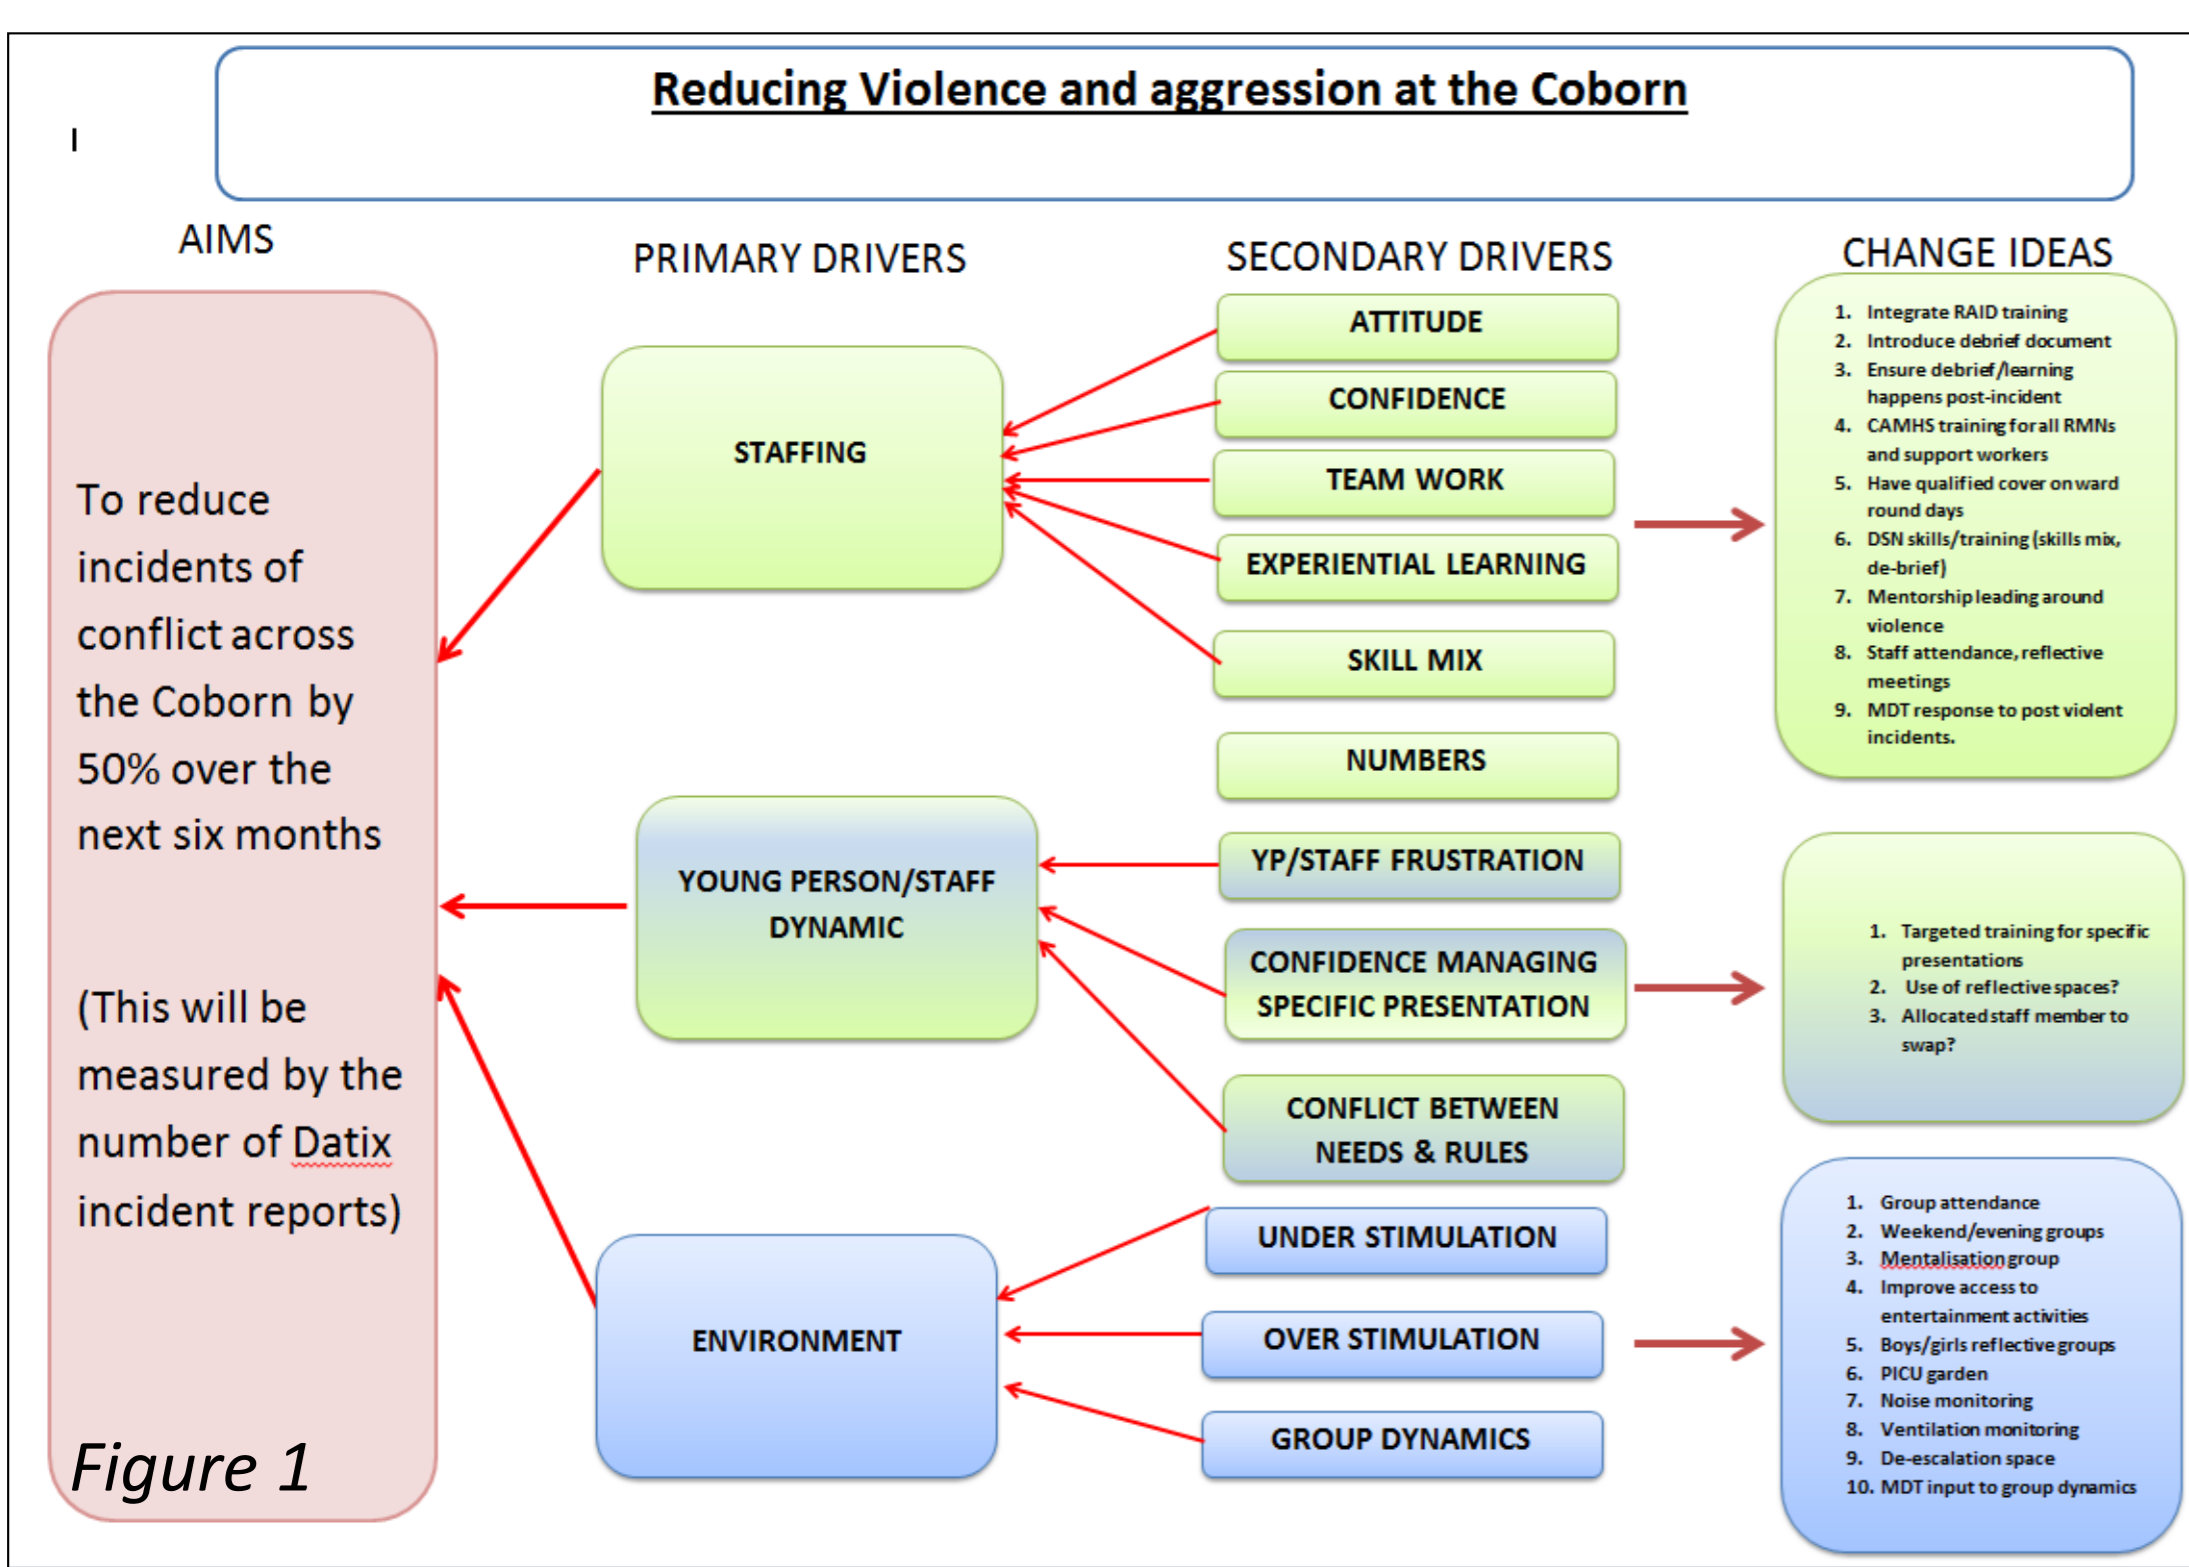 Reducing Violence and aggression at the Coborn
I
AIMS
PRIMARY DRIVERS
SECONDARY DRIVERS
CHANGE IDEAS
To reduce
incidents of
conflict across
the Coborn by
50% over the
next six months
(This will be
measured by the
number of Datix
incident reports)
Figure 1
STAFFING
YOUNG PERSON/STAFF
DYNAMIC
ENVIRONMENT
ATTITUDE
CONFIDENCE
TEAM WORK
EXPERIENTIAL LEARNING
SKILL MIX
NUMBERS
YP/STAFF FRUSTRATION
CONFIDENCE MANAGING
SPECIFIC PRESENTATION
CONFLICT BETWEEN
NEEDS & RULES
UNDER STIMULATION
OVER STIMULATION
GROUP DYNAMICS
1. Integrate RAID training
2. Introduce debrief document
3. Ensure debrief/learning
happens post-incident
4. CAMHS training for all RMNs
and support workers
5. Have qualified cover on ward
round days
6. DSN skills/training (skills mix,
de-brief)
7. Mentorship leading around
violence
8. Staff attendance, reflective
meetings
9. MDT response to post violent
incidents.
1. Targeted training for specific
presentations
2. Use of reflective spaces?
3. Allocated staff member to
swap?
1. Group attendance
2. Weekend/evening groups
3. Mentalisation group
4. Improve access to
entertainment activities
5. Boys/girls reflective groups
6. PICU garden
7. Noise monitoring
8. Ventilation monitoring
9. De-escalation space
10. MDT input to group dynamics